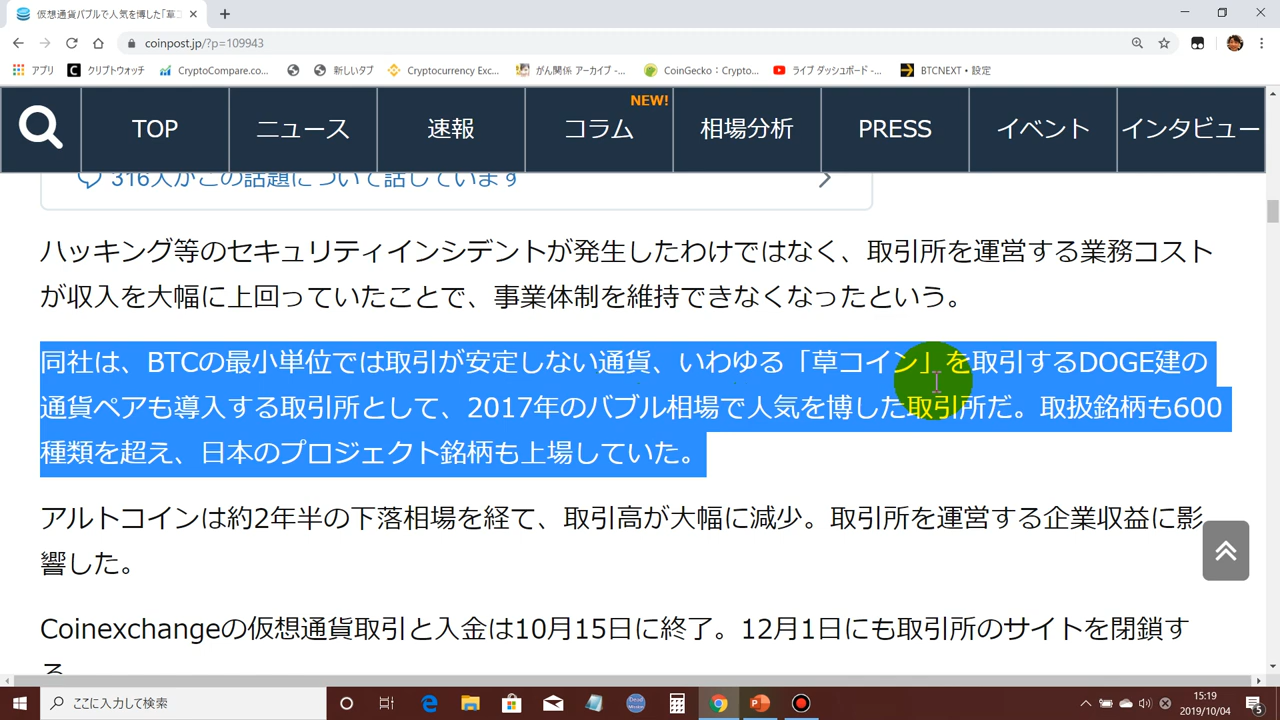 仮想通貨バブルで人気を博した「草コ
coinpost.jp/?p=109943
アプリ
クリプトウォッチ
CryptoCompare.co...
新しいタブ
Cryptocurrency Exc...
がん関係 アーカイブ -...
CoinGecko：Crypto...
ライブ ダッシュボード -...
BTCNEXT・設定
NEW!
TOP
ニュース
速報
コラム
相場分析
PRESS
イベント
インタビュー
316人がこの話題について話しています
ハッキング等のセキュリティインシデントが発生したわけではなく、取引所を運営する業務コスト
が収入を大幅に上回っていたことで、事業体制を維持できなくなったという。
同社は、BTCの最小単位では取引が安定しない通貨、いわゆる「草コイン」を取引するDOGE建の
通貨ペアも導入する取引所として、2017年のバブル相場で人気を博した取引所だ。取扱銘柄も600
種類を超え、日本のプロジェクト銘柄も上場していた。
アルトコインは約2年半の下落相場を経て、取引高が大幅に減少。取引所を運営する企業収益に影
響した。
Coinexchangeの仮想通貨取引と入金は10月15日に終了。12月1日にも取引所のサイトを閉鎖す
る
ここに入力して検索
15:19
2019/10/04
5